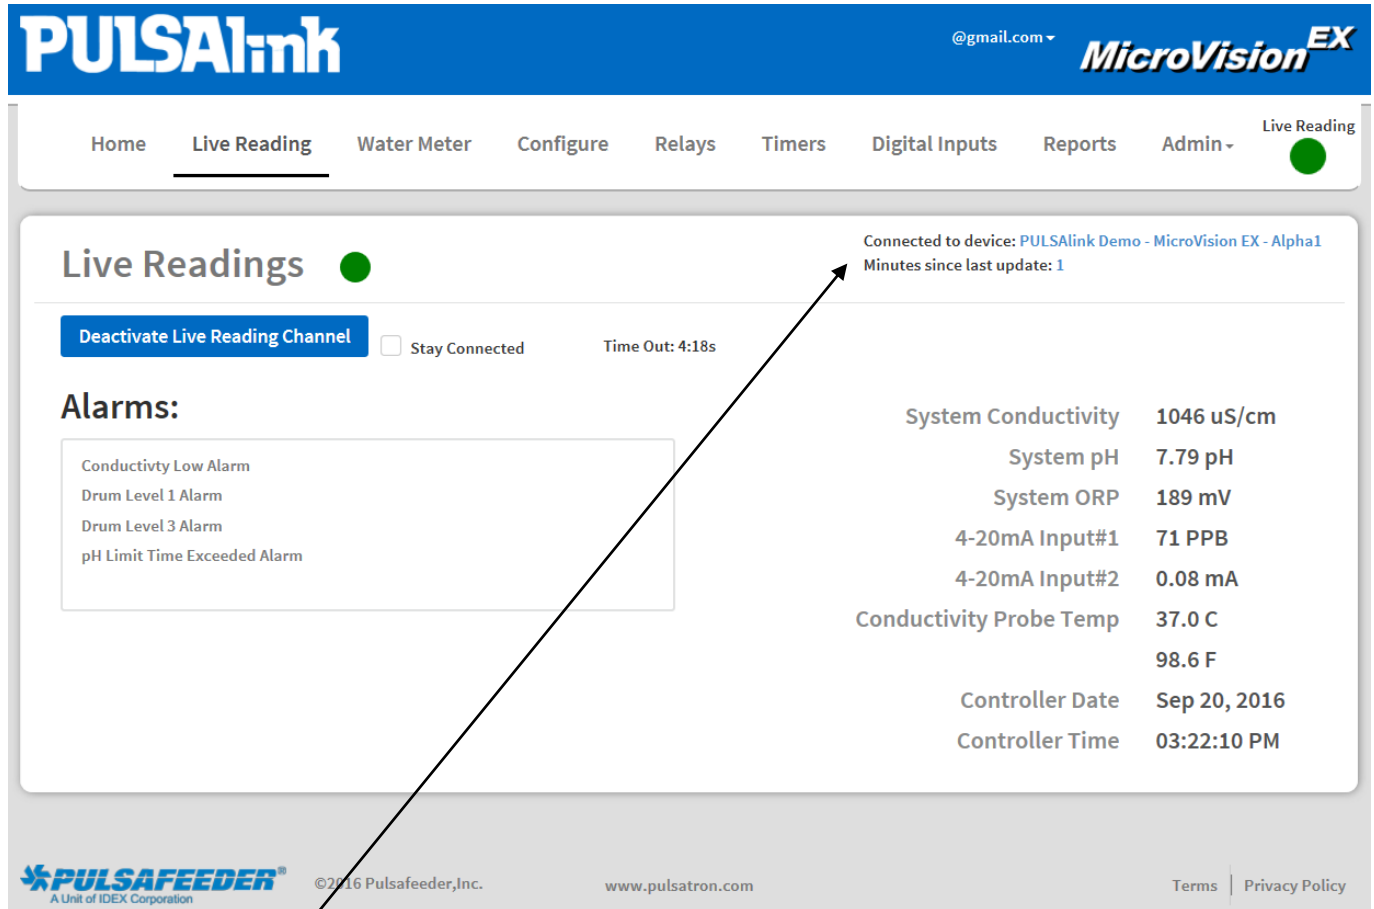 PULSAlink
@gmail.com
MicroVision EX
Home Live Reading Water Meter Configure Relays Timers Digital Inputs Reports Admin Live Reading
Live Readings
Connected to device: PULSAlink Demo - MicroVision EX - Alpha1
Minutes since last update: 1
Deactivate Live Reading Channel Stay Connected Time Out: 4:18s
Alarms:
Conductivty Low Alarm
Drum Level 1 Alarm
Drum Level 3 Alarm
pH Limit Time Exceeded Alarm
System Conductivity 1046 uS/cm
System pH 7.79 pH
System ORP 189 mV
4-20mA Input#1 71 PPB
4-20mA Input#2 0.08 mA
Conductivity Probe Temp 37.0 C
98.6 F
Controller Date Sep 20, 2016
Controller Time 03:22:10 PM
PULSAFEEDER®
A Unit of IDEX Corporation
©2016 Pulsafeeder,Inc. www.pulsatron.com Terms | Privacy Policy